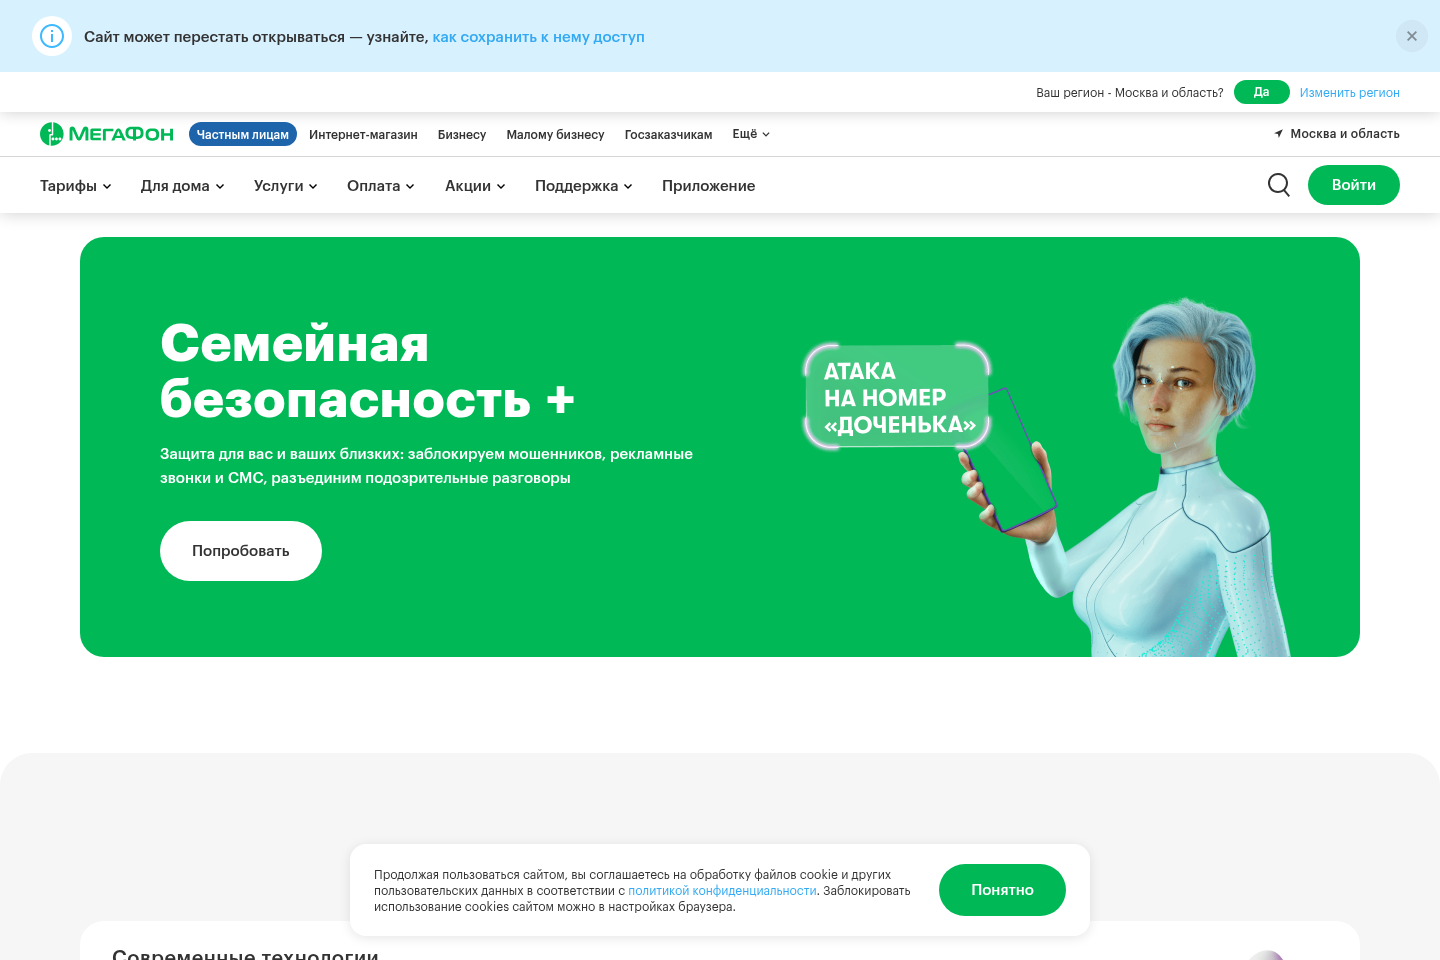 Сайт может перестать открываться — узнайте, как сохранить к нему доступ
Ваш регион - Москва и область? Да Изменить регион
МЕГАФОН Частным лицам Интернет-магазин Бизнесу Малому бизнесу Госзаказчикам Ещё Москва и область
Тарифы Для дома Услуги Оплата Акции Поддержка Приложение Войти
Семейная
безопасность +
Защита для вас и ваших близких: заблокируем мошенников, рекламные
звонки и СМС, разъединим подозрительные разговоры
Попробовать
АТАКА
НА НОМЕР
«ДОЧЕНЬКА»
Продолжая пользоваться сайтом, вы соглашаетесь на обработку файлов cookie и других
пользовательских данных в соответствии с политикой конфиденциальности. Заблокировать
использование cookies сайтом можно в настройках браузера.
Понятно
Современные технологии